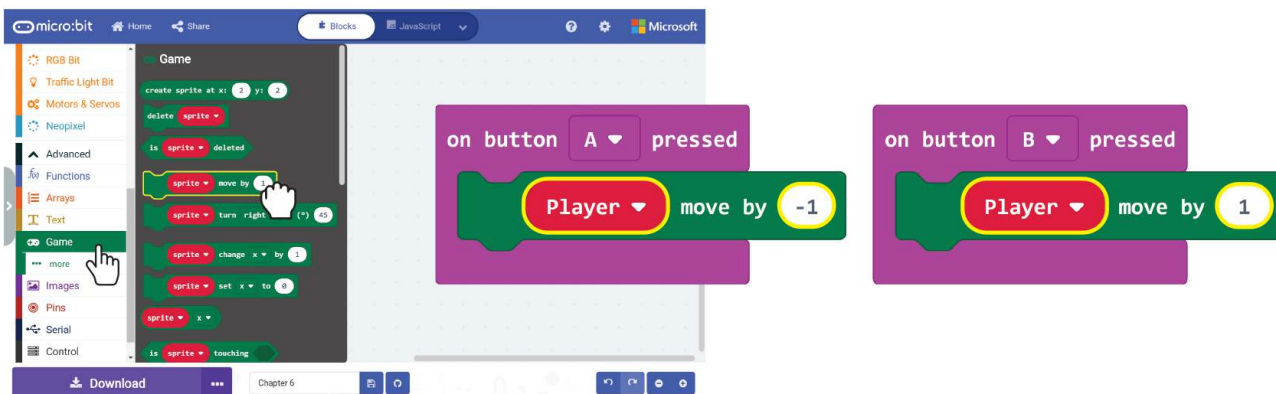 micro:bit Home Share Blocks JavaScript Microsoft
RGB Bit
Traffic Light Bit
Motors & Servos
Neopixel
Advanced
Functions
Arrays
Text
Game
more
Images
Pins
Serial
Control
Game
create sprite at x: 2 y: 2
delete sprite
is sprite deleted
sprite move by 1
sprite turn right (°) 45
sprite change x by 1
sprite set x to 0
sprite x
is sprite touching
Download
Chapter 6
on button A pressed
Player move by -1
on button B pressed
Player move by 1